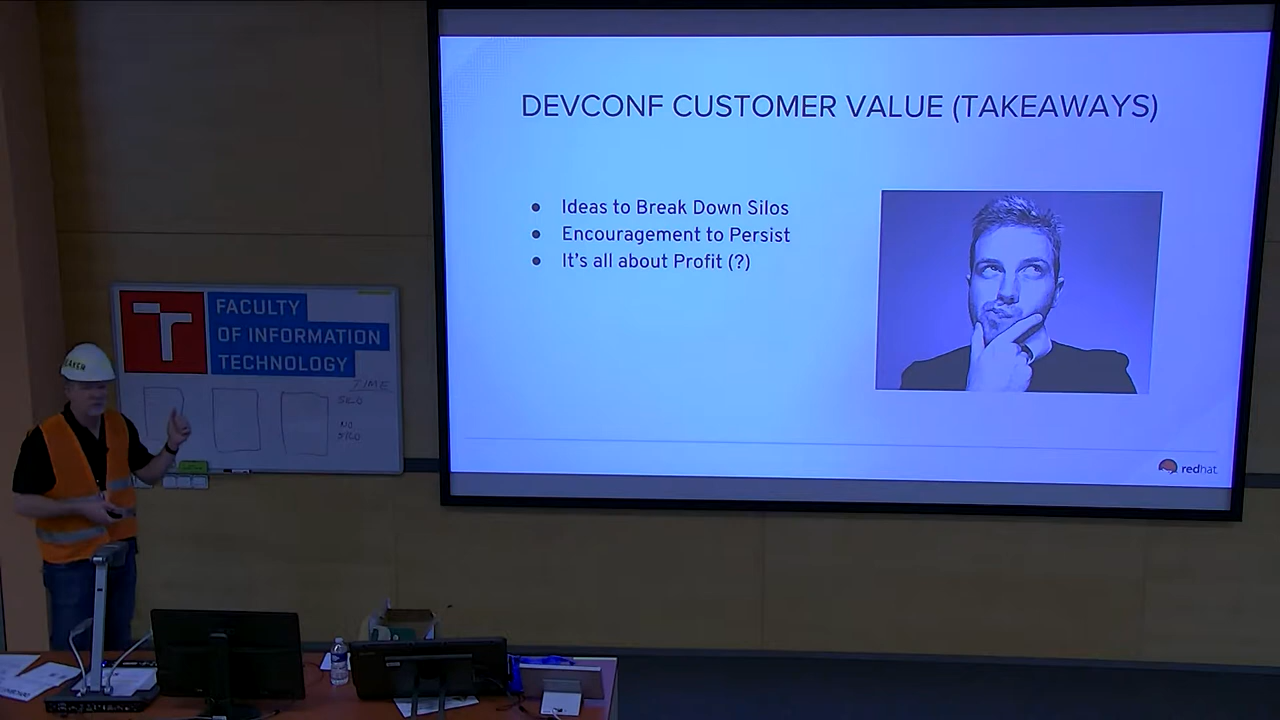 DEVCONF CUSTOMER VALUE (TAKEAWAYS)
Ideas to Break Down Silos
Encouragement to Persist
It's all about Profit (?)
redhat
FACULTY
OF INFORMATION
TECHNOLOGY
TIME
SILO
NO
SILO